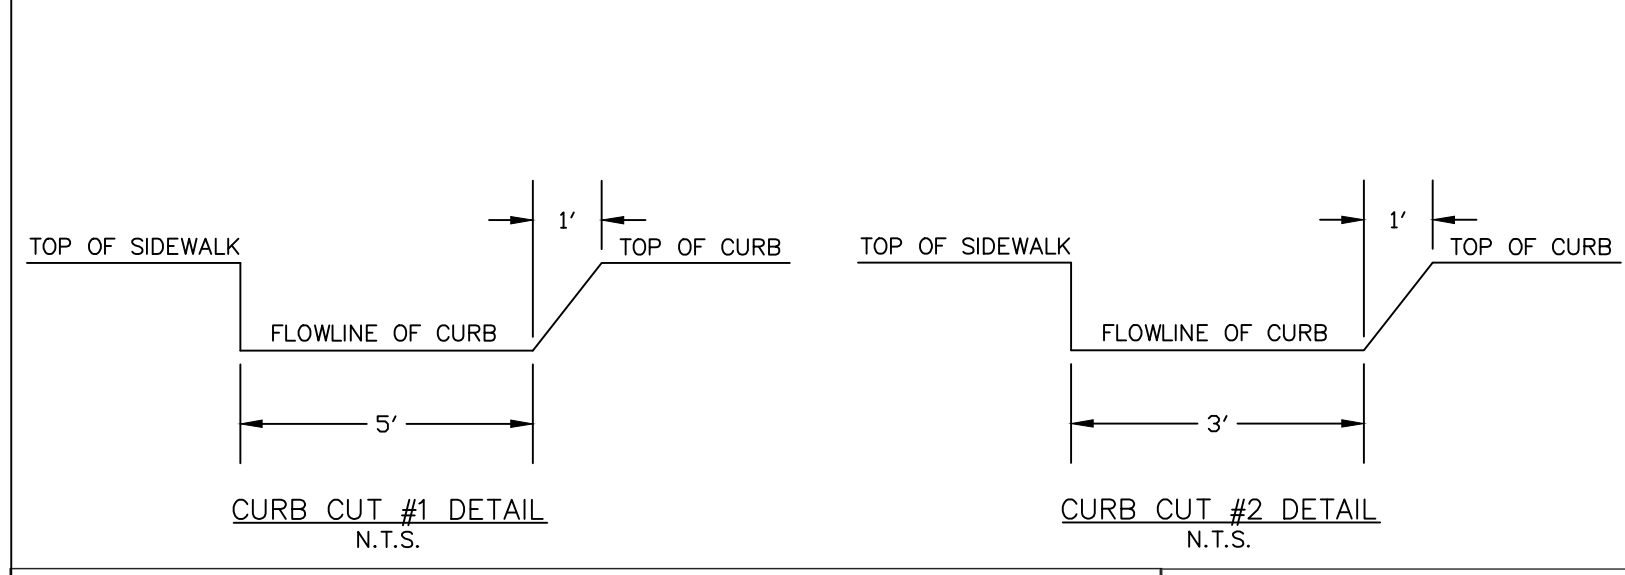 1'
TOP OF SIDEWALK
TOP OF CURB
FLOWLINE OF CURB
5'
CURB CUT #1 DETAIL
N.T.S.
1'
TOP OF SIDEWALK
TOP OF CURB
FLOWLINE OF CURB
3'
CURB CUT #2 DETAIL
N.T.S.